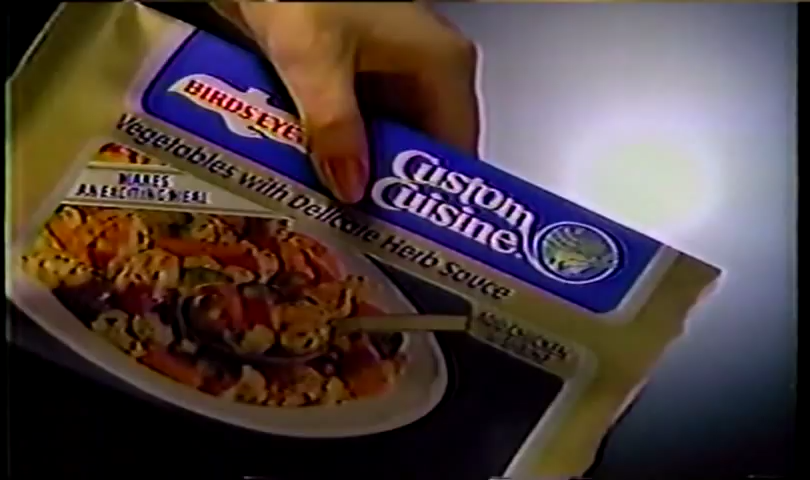 BIRDS EYE
Custom
Cuisine.
Vegetables with Delicate Herb Sauce
MAKES
AN EXCITING MEAL